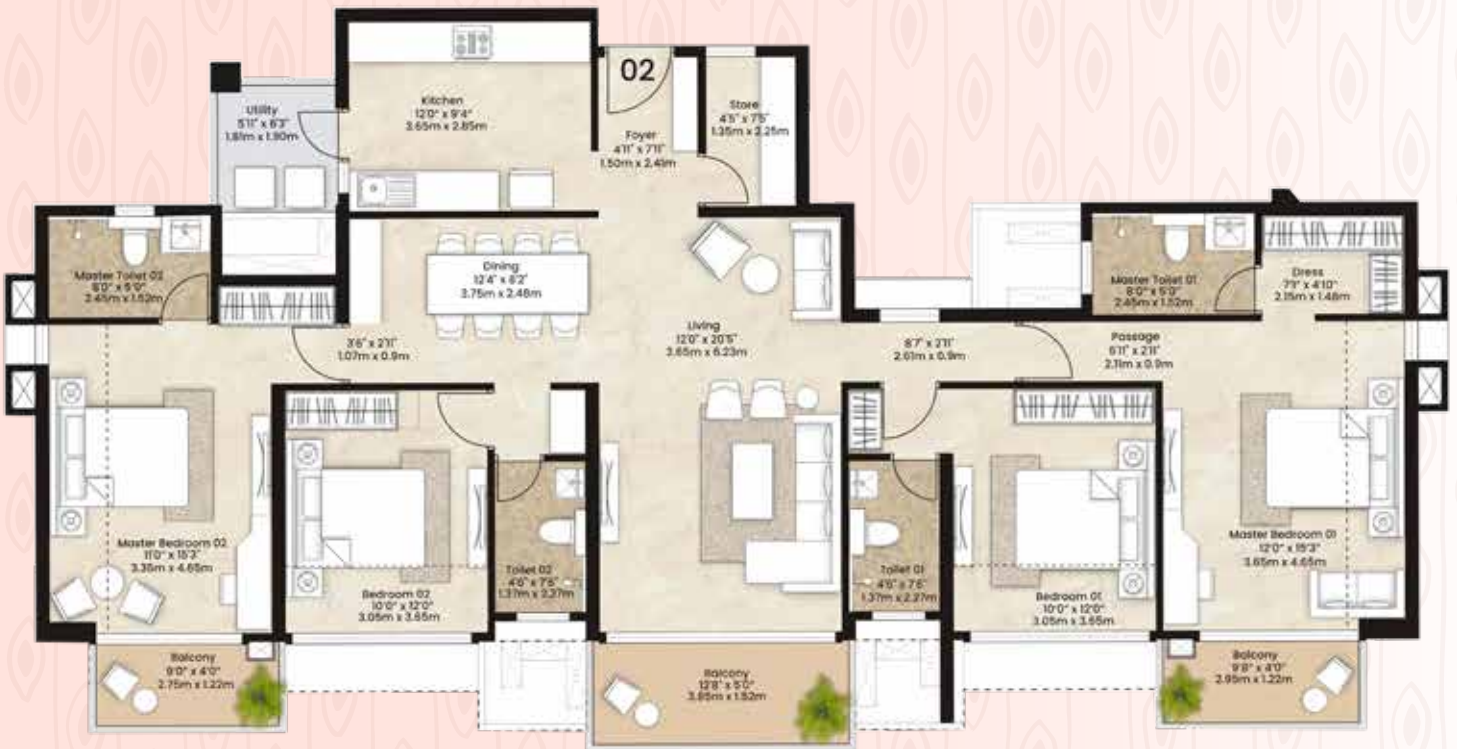 02
Kitchen
12'0" x 9'4"
3.65m x 2.85m
Utility
5'11" x 6'3"
1.81m x 1.90m
Foyer
4'11" x 7'11"
1.50m x 2.41m
Store
4'5" x 7'5"
1.35m x 2.25m
Master Toilet 02
8'0" x 5'0"
2.45m x 1.52m
Dining
12'4" x 8'2"
3.75m x 2.48m
Living
12'0" x 20'5"
3.65m x 6.23m
Master Toilet 01
8'0" x 5'0"
2.45m x 1.52m
Dress
7'1" x 4'10"
2.15m x 1.48m
3'6" x 2'11"
1.07m x 0.9m
8'7" x 2'11"
2.61m x 0.9m
Passage
6'11" x 2'11"
2.11m x 0.9m
Master Bedroom 02
11'0" x 15'3"
3.35m x 4.65m
Bedroom 02
10'0" x 12'0"
3.05m x 3.65m
Toilet 02
4'6" x 7'5"
1.37m x 2.27m
Toilet 01
4'6" x 7'6"
1.37m x 2.27m
Bedroom 01
10'0" x 12'0"
3.05m x 3.65m
Master Bedroom 01
12'0" x 15'3"
3.65m x 4.65m
Balcony
9'0" x 4'0"
2.75m x 1.22m
Balcony
12'8" x 5'0"
3.85m x 1.52m
Balcony
9'8" x 4'0"
2.95m x 1.22m